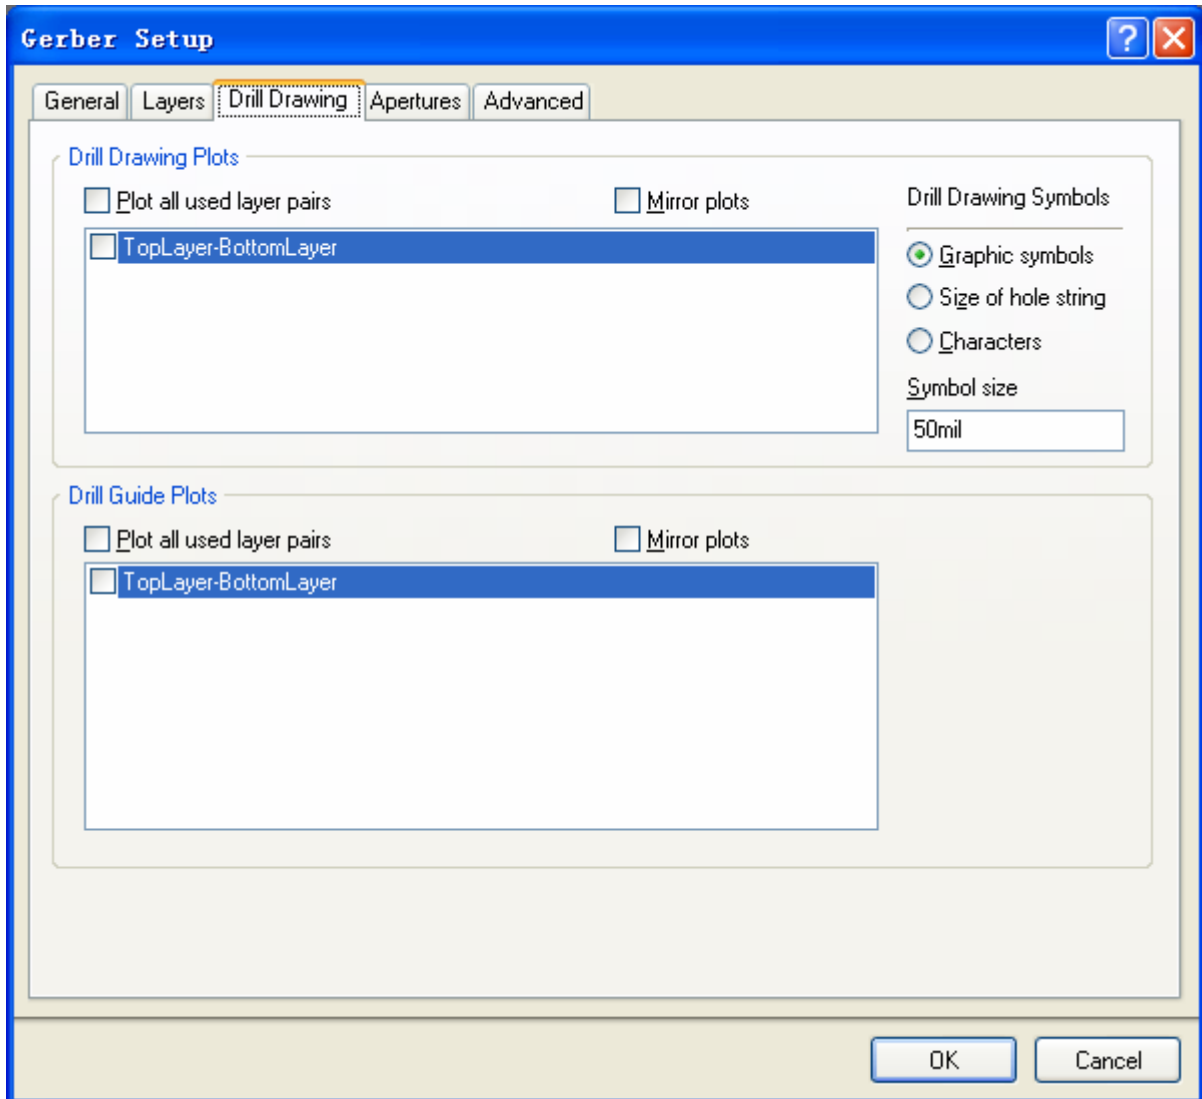 Gerber Setup
General Layers Drill Drawing Apertures Advanced
Drill Drawing Plots
Plot all used layer pairs
Mirror plots
TopLayer-BottomLayer
Drill Drawing Symbols
Graphic symbols
Size of hole string
Characters
Symbol size
50mil
Drill Guide Plots
Plot all used layer pairs
Mirror plots
TopLayer-BottomLayer
OK Cancel